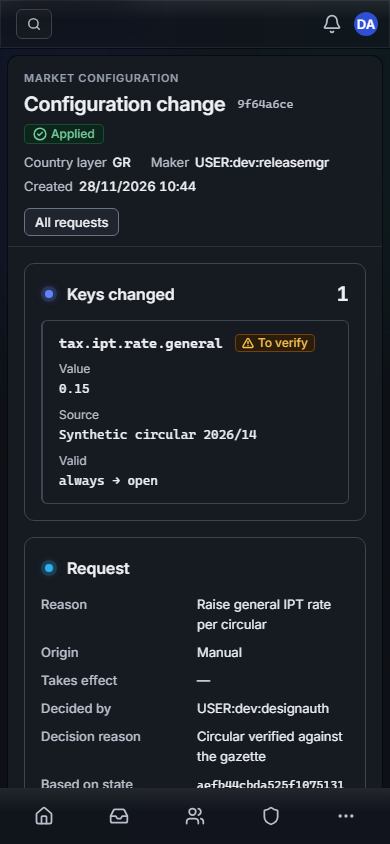 DA
MARKET CONFIGURATION
Configuration change 9f64a6ce
Applied
Country layer GR Maker USER:dev:releasemgr
Created 28/11/2026 10:44
All requests
Keys changed 1
tax.ipt.rate.general To verify
Value
0.15
Source
Synthetic circular 2026/14
Valid
always → open
Request
Reason Raise general IPT rate
per circular
Origin Manual
Takes effect —
Decided by USER:dev:designauth
Decision reason Circular verified against
the gazette
Based on state aefb44cbda525f1075131